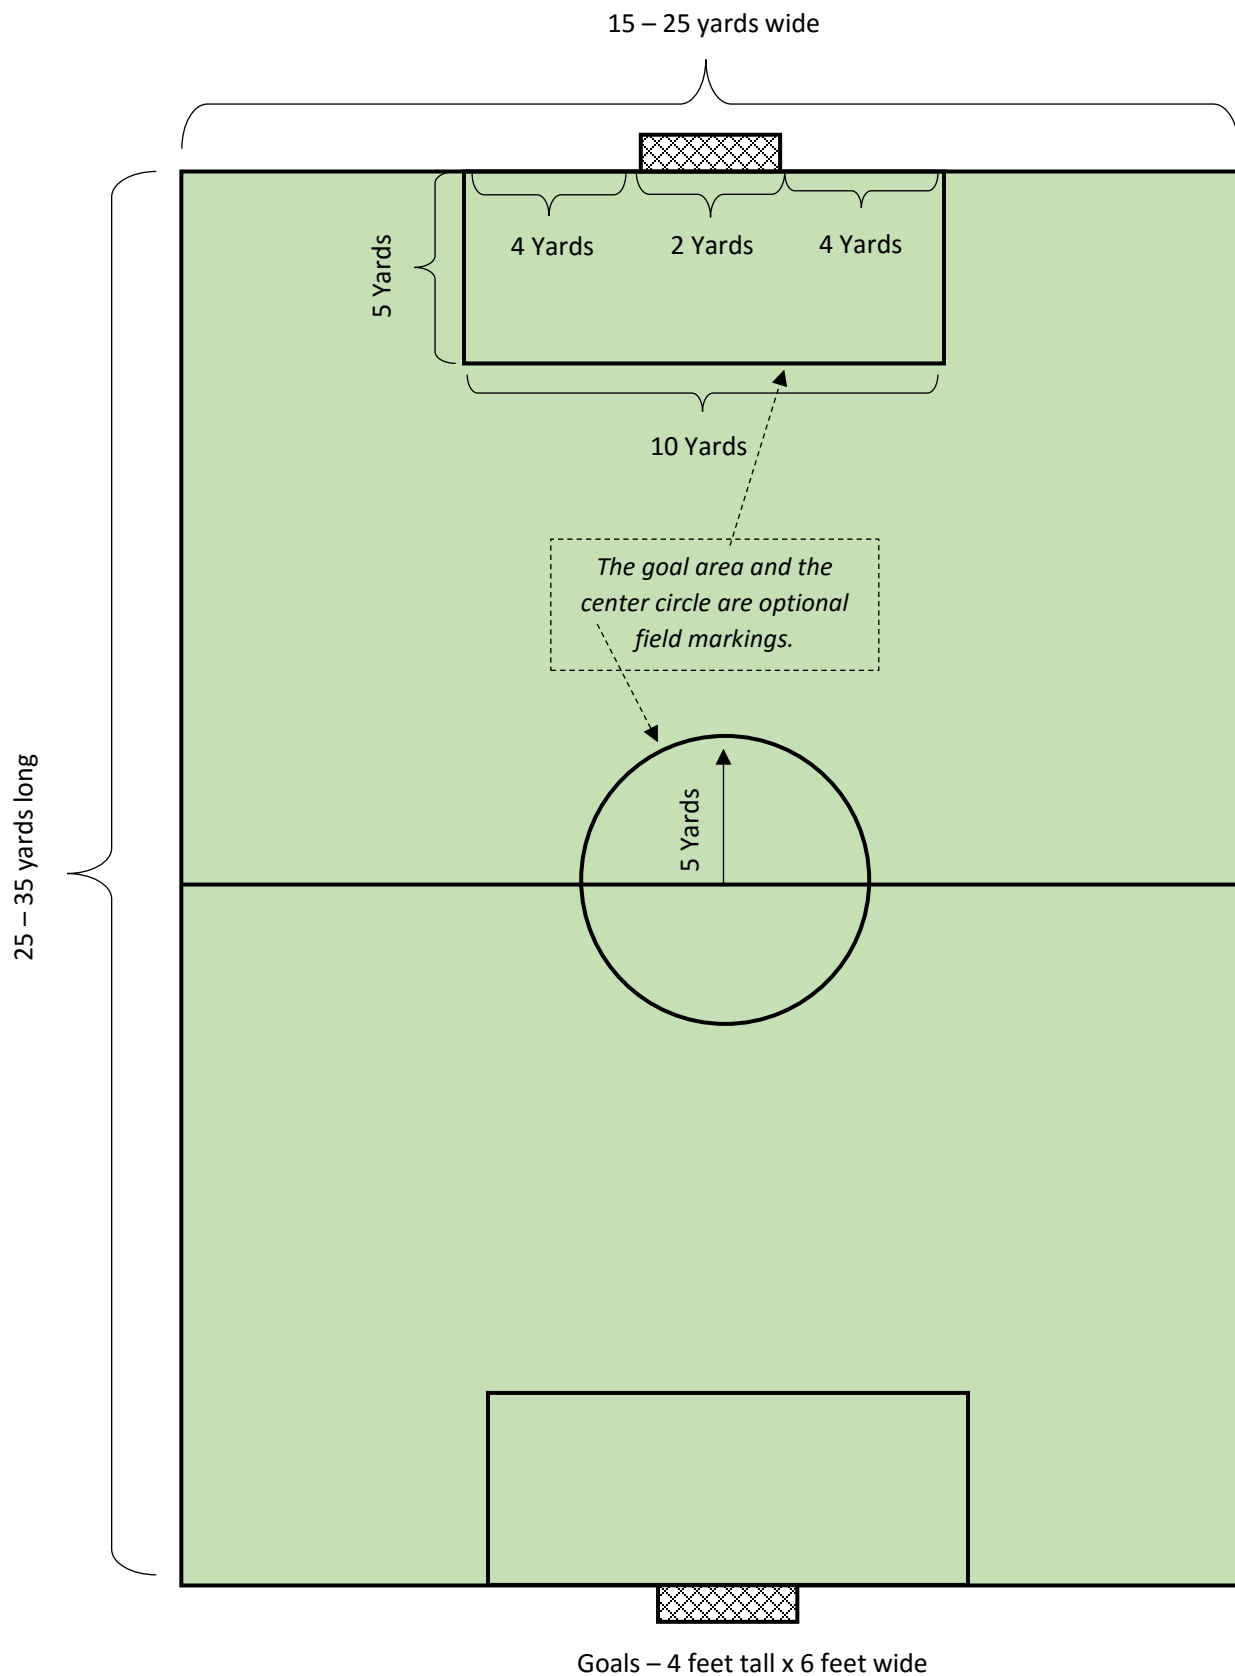 15 – 25 yards wide
4 Yards
2 Yards
4 Yards
5 Yards
10 Yards
The goal area and the
center circle are optional
field markings.
5 Yards
25 – 35 yards long
Goals – 4 feet tall x 6 feet wide